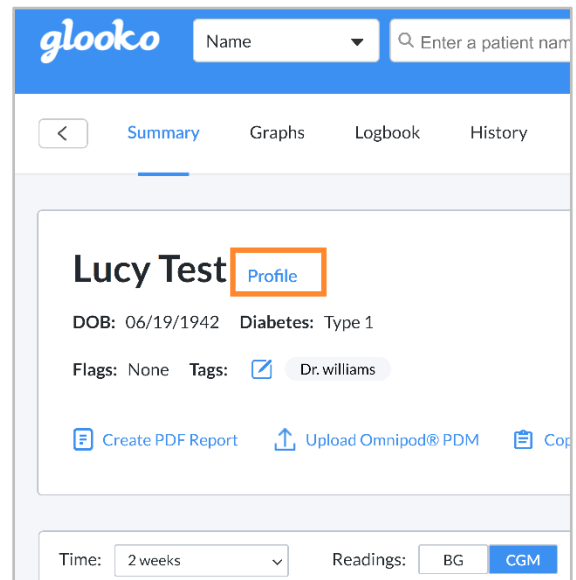 glooko Name Enter a patient nam
Summary Graphs Logbook History
Lucy Test Profile
DOB: 06/19/1942 Diabetes: Type 1
Flags: None Tags: Dr. williams
Create PDF Report Upload Omnipod® PDM Cop
Time: 2 weeks Readings: BG CGM